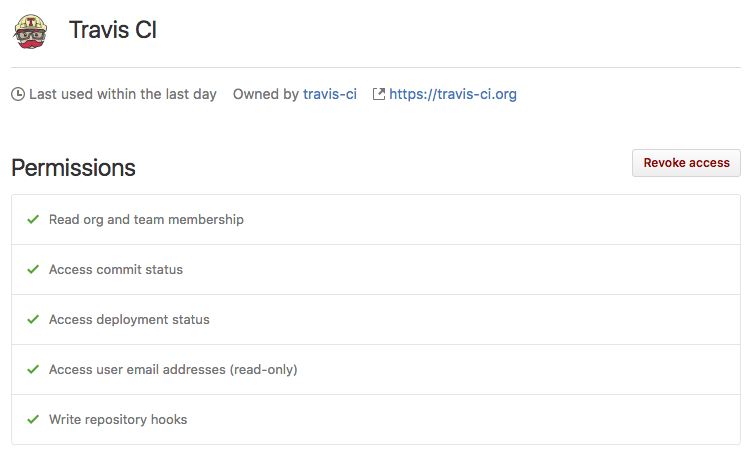 Travis CI
Last used within the last day Owned by travis-ci https://travis-ci.org
Permissions
Revoke access
Read org and team membership
Access commit status
Access deployment status
Access user email addresses (read-only)
Write repository hooks